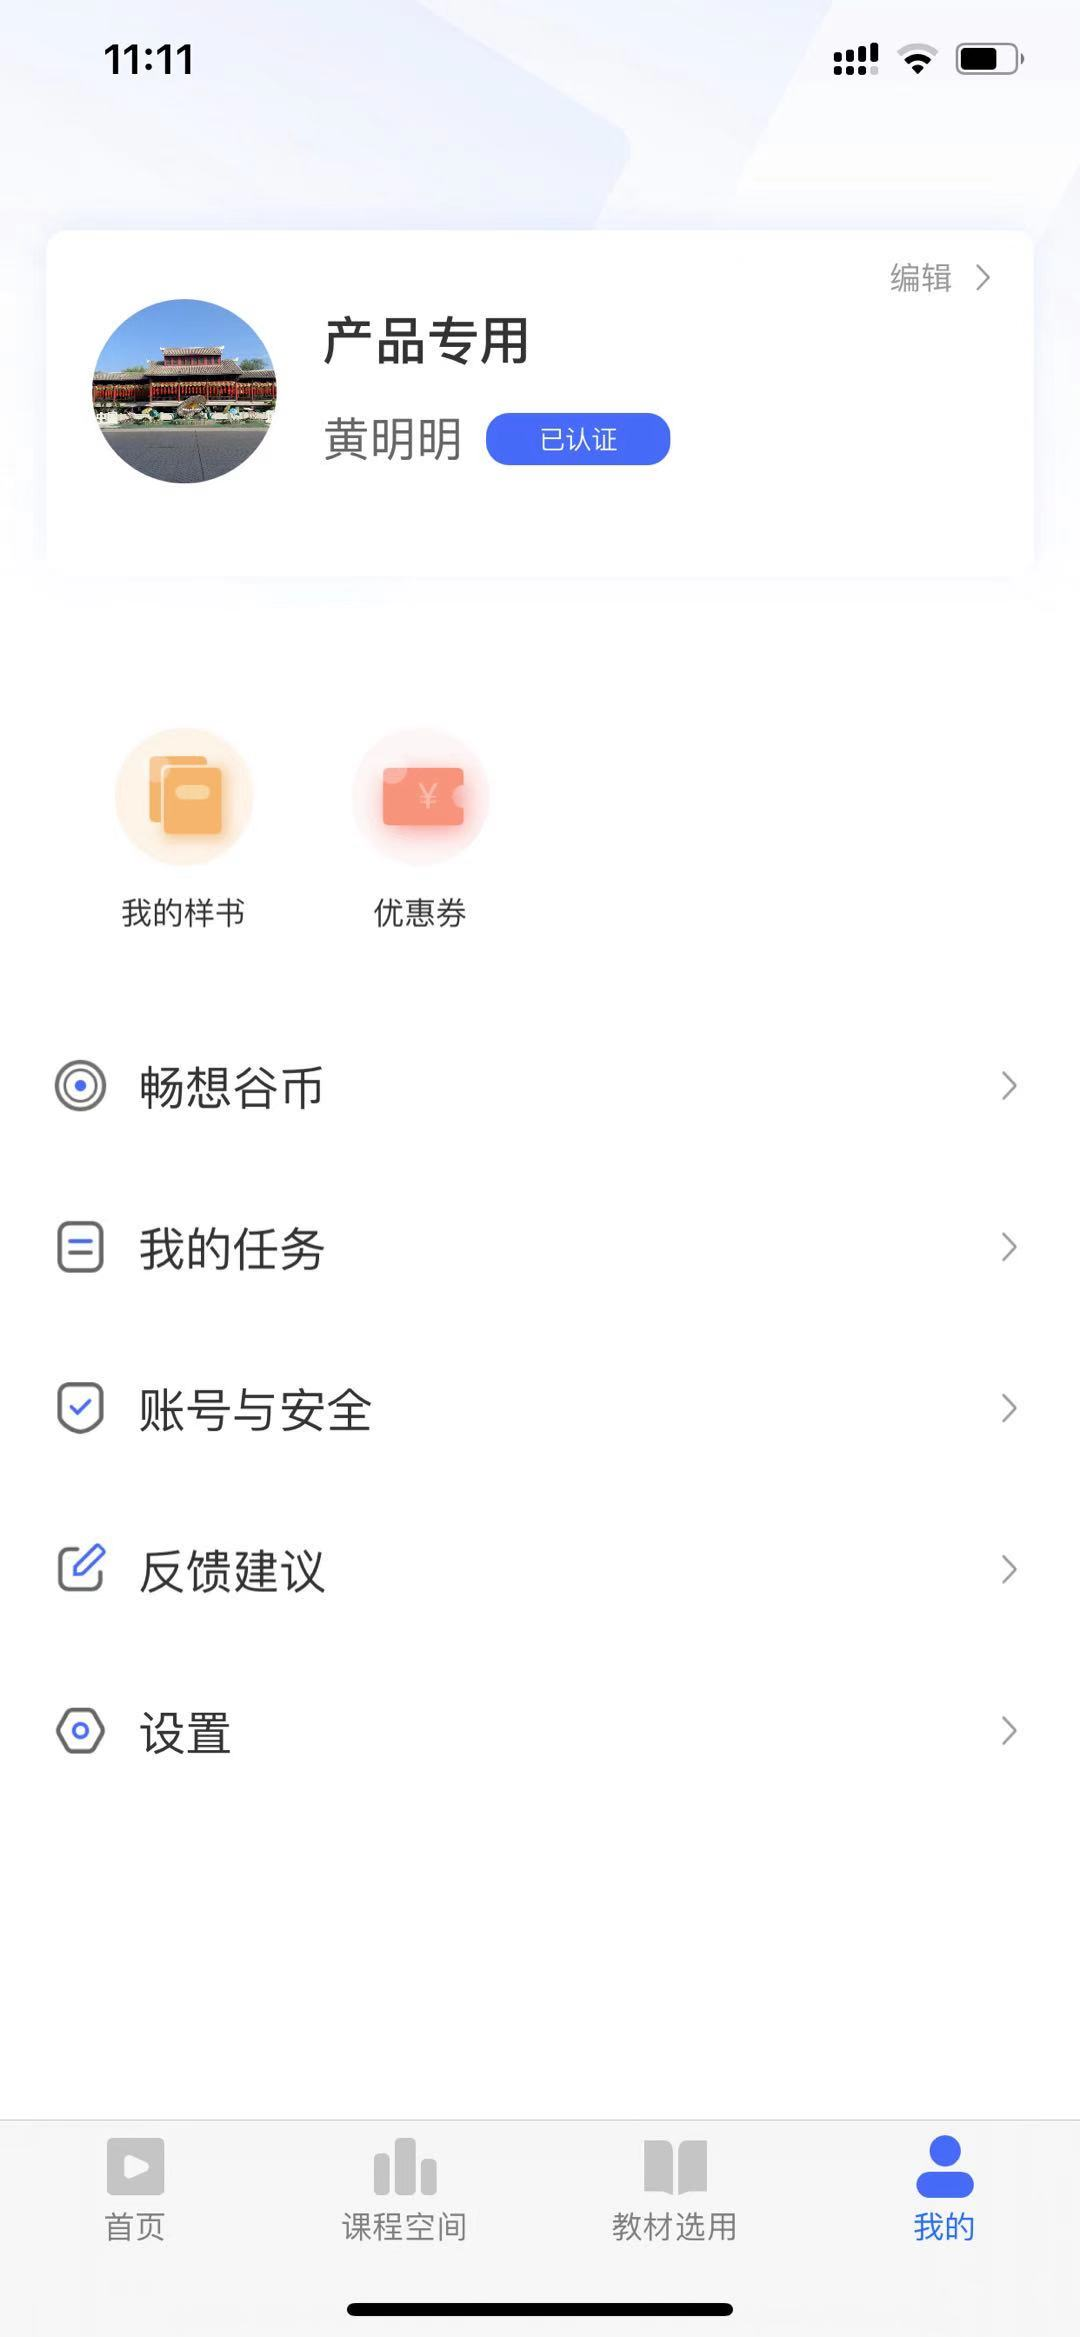 11:11
编辑
产品专用
黄明明 已认证
¥
我的样书 优惠券
畅想谷币
我的任务
账号与安全
反馈建议
设置
首页 课程空间 教材选用 我的